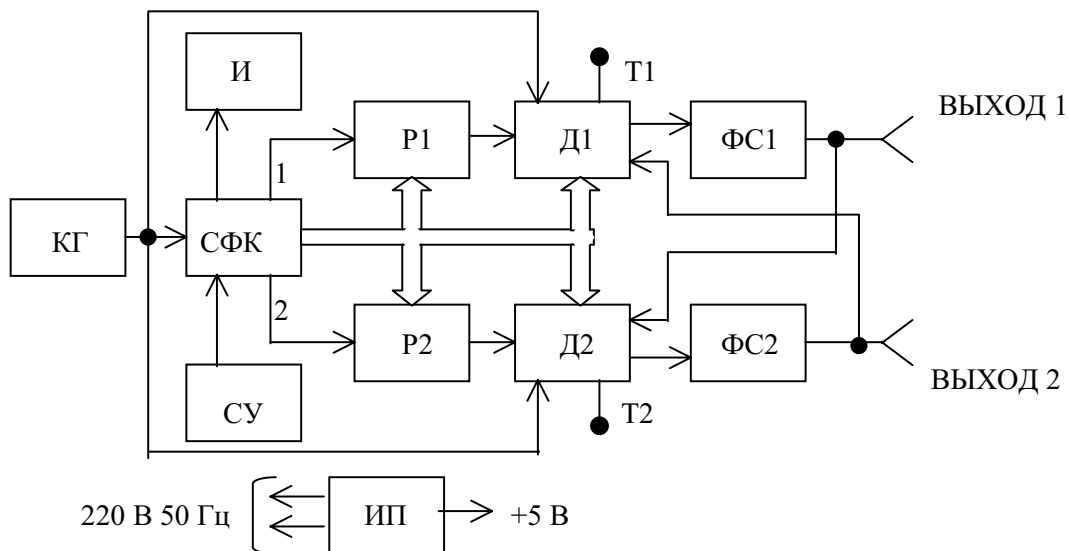 И
Т1
ВЫХОД 1
Р1
Д1
ФС1
1
КГ
СФК
2
Р2
Д2
ФС2
СУ
Т2
ВЫХОД 2
220 В 50 Гц
ИП
+5 В